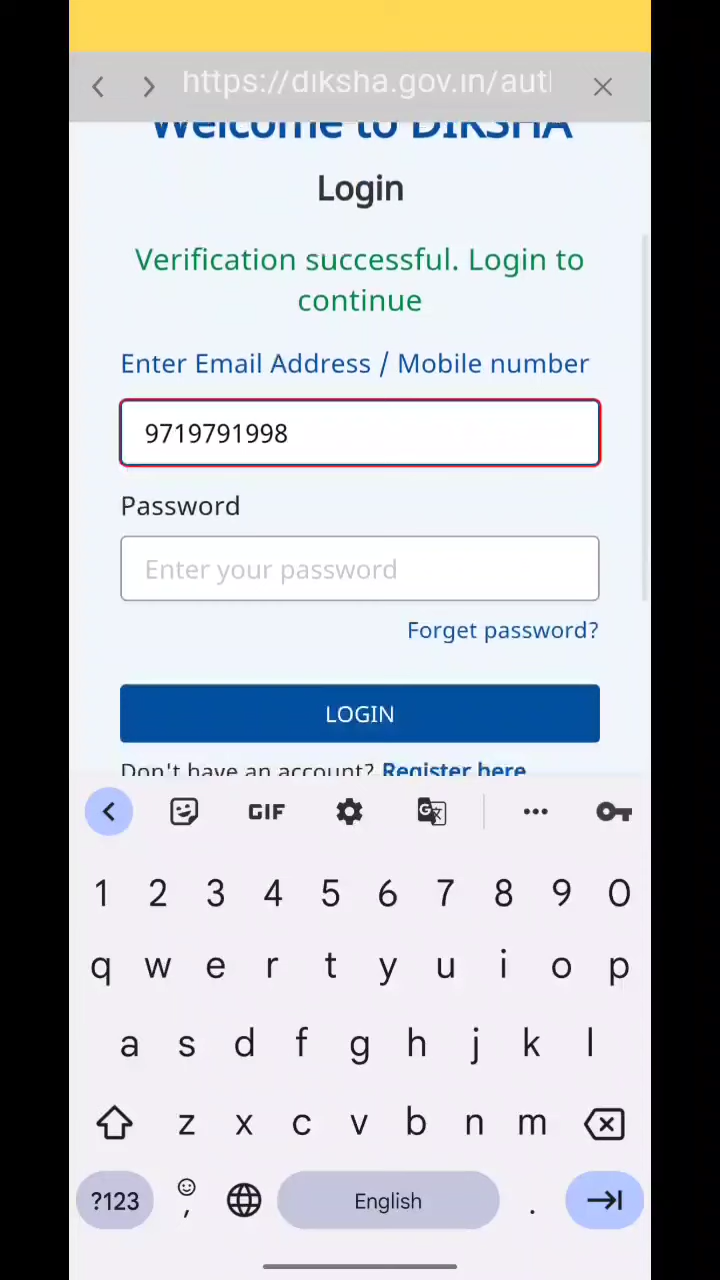 https://diksha.gov.in/aut
Welcome to DIKSHA
Login
Verification successful. Login to
continue
Enter Email Address / Mobile number
9719791998
Password
Enter your password
Forget password?
LOGIN
Don't have an account? Register here
GIF
1 2 3 4 5 6 7 8 9 0
q w e r t y u i o p
a s d f g h j k l
z x c v b n m
?123 , English .